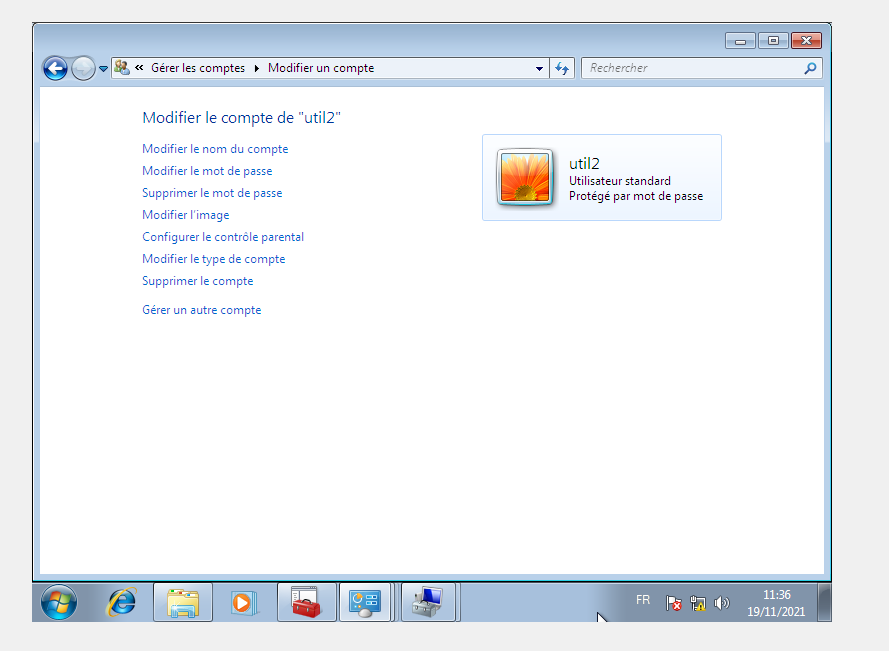 « Gérer les comptes Modifier un compte
Rechercher
Modifier le compte de "util2"
Modifier le nom du compte
Modifier le mot de passe
Supprimer le mot de passe
Modifier l'image
Configurer le contrôle parental
Modifier le type de compte
Supprimer le compte
Gérer un autre compte
util2
Utilisateur standard
Protégé par mot de passe
FR
11:36
19/11/2021